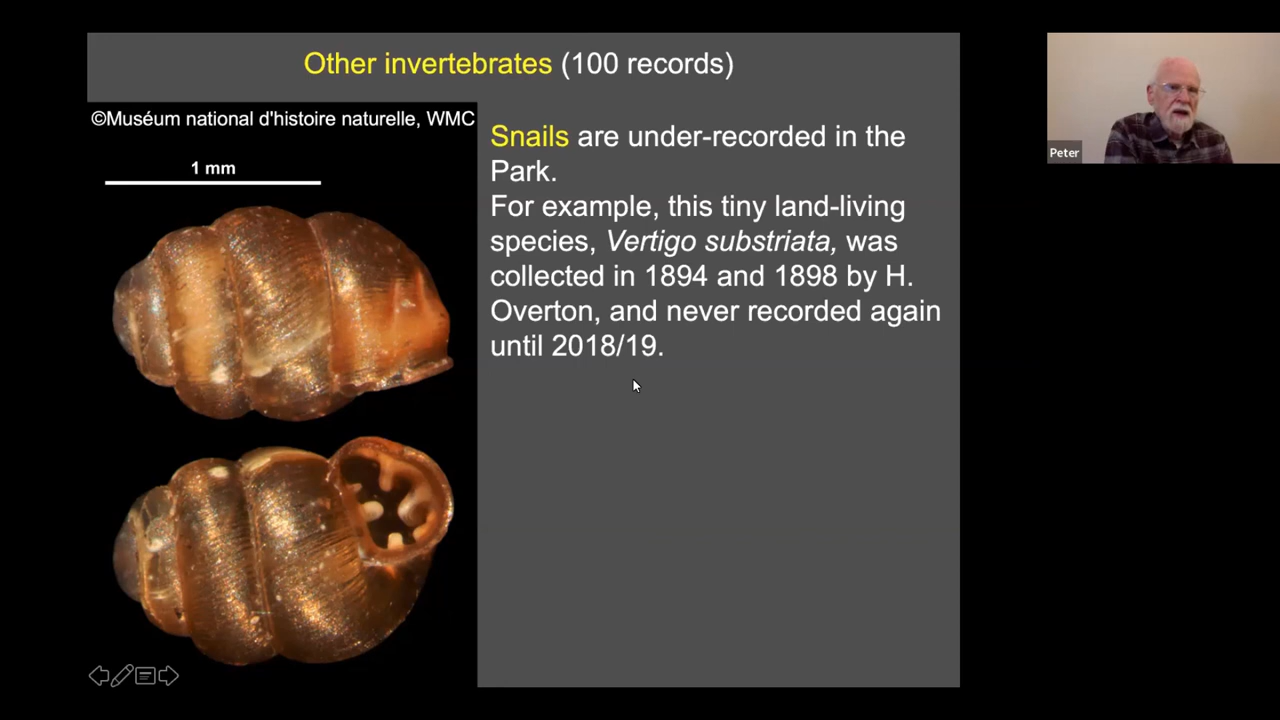 Other invertebrates (100 records)
©Muséum national d'histoire naturelle, WMC
1 mm
Snails are under-recorded in the
Park.
For example, this tiny land-living
species, Vertigo substriata, was
collected in 1894 and 1898 by H.
Overton, and never recorded again
until 2018/19.
Peter